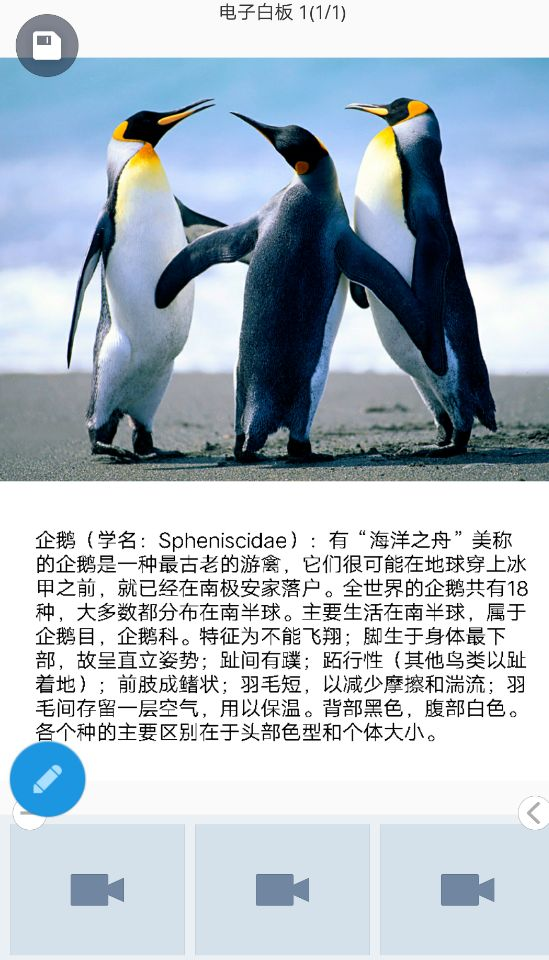 电子白板 1(1/1)
企鹅（学名：Spheniscidae）：有“海洋之舟”美称
的企鹅是一种最古老的游禽，它们很可能在地球穿上冰
甲之前，就已经在南极安家落户。全世界的企鹅共有18
种，大多数都分布在南半球。主要生活在南半球，属于
企鹅目，企鹅科。特征为不能飞翔；脚生于身体最下
部，故呈直立姿势；趾间有蹼；跖行性（其他鸟类以趾
着地）；前肢成鳍状；羽毛短，以减少摩擦和湍流；羽
毛间存留一层空气，用以保温。背部黑色，腹部白色。
各个种的主要区别在于头部色型和个体大小。